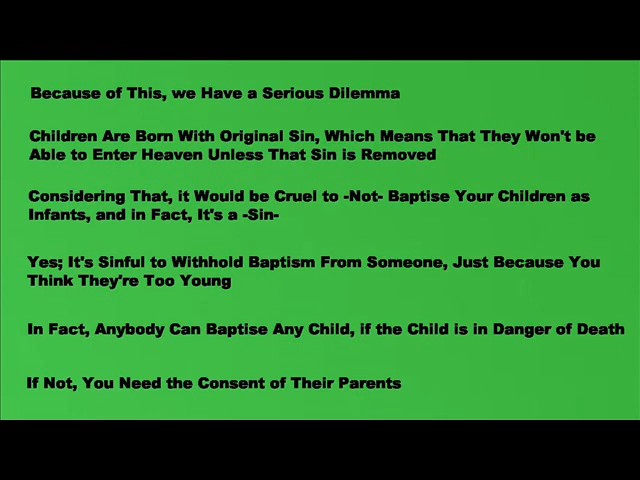 Because of This, we Have a Serious Dilemma
Children Are Born With Original Sin, Which Means That They Won't be
Able to Enter Heaven Unless That Sin is Removed
Considering That, it Would be Cruel to -Not- Baptise Your Children as
Infants, and in Fact, It's a -Sin-
Yes; It's Sinful to Withhold Baptism From Someone, Just Because You
Think They're Too Young
In Fact, Anybody Can Baptise Any Child, if the Child is in Danger of Death
If Not, You Need the Consent of Their Parents